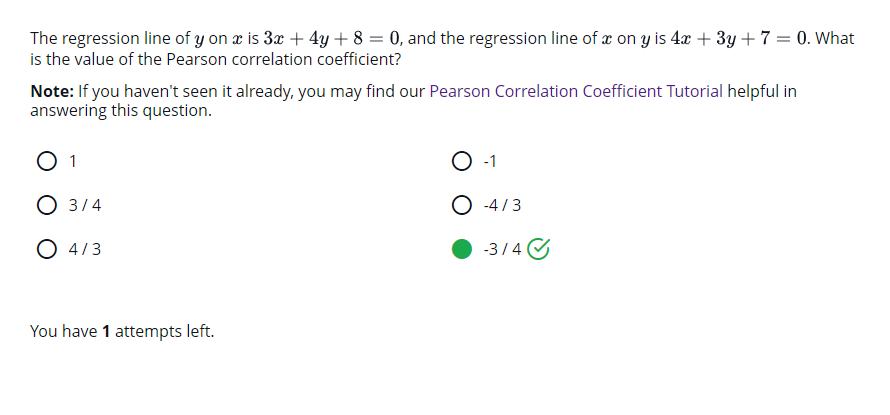 The regression line of y on x is 3x + 4y + 8 = 0, and the regression line of x on y is 4x + 3y + 7 = 0. What
is the value of the Pearson correlation coefficient?
Note: If you haven't seen it already, you may find our Pearson Correlation Coefficient Tutorial helpful in
answering this question.
1
-1
3 / 4
-4 / 3
4 / 3
-3 / 4
You have 1 attempts left.